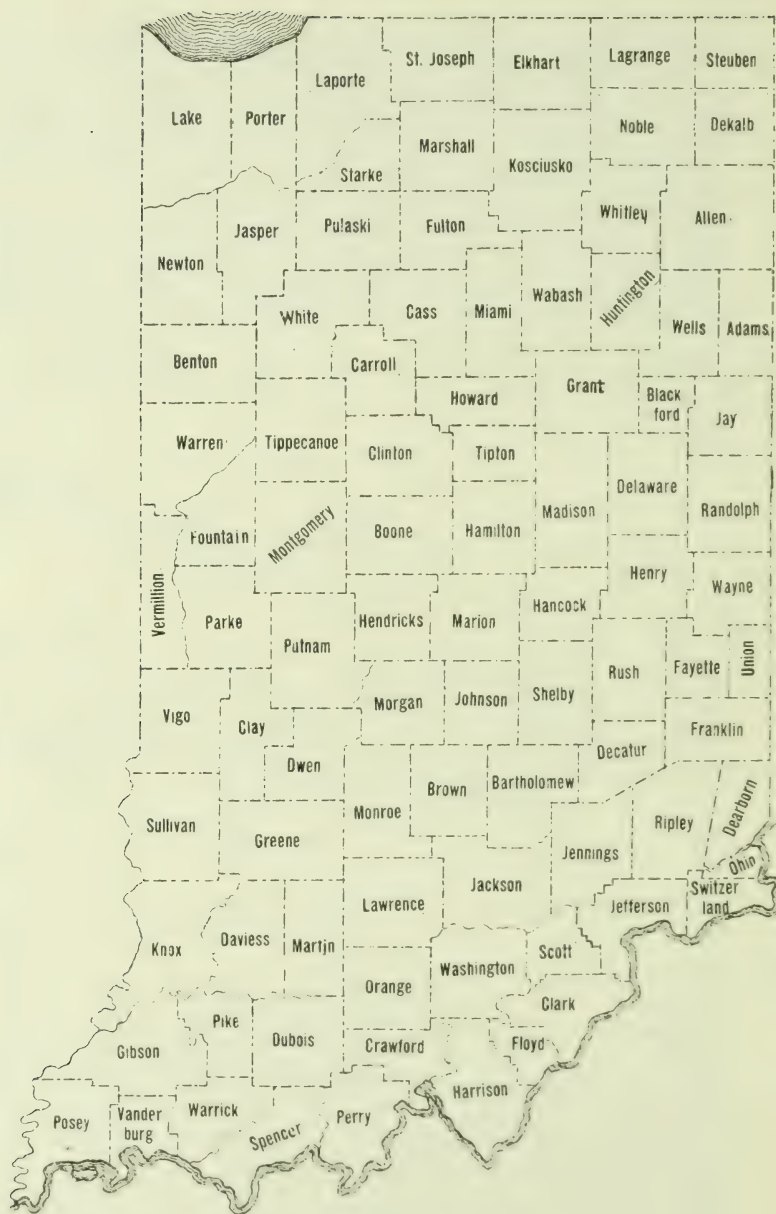 St. Joseph
Elkhart
Lagrange
Steuben
Laporte
Lake
Porter
Noble
Dekalb
Marshall
Kosciusko
Starke
Whitley
Allen
Jasper
Pulaski
Fulton
Newton
Wabash
Huntington
White
Cass
Miami
Wells
Adams
Benton
Carroll
Howard
Grant
Black
ford
Jay
Warren
Tippecanoe
Clinton
Tipton
Delaware
Randolph
Madison
Fountain
Montgomery
Boone
Hamilton
Henry
Wayne
Vermillion
Parke
Hendricks
Marion
Hancock
Putnam
Rush
Fayette
Union
Vigo
Morgan
Johnson
Shelby
Clay
Franklin
Owen
Decatur
Brown
Bartholomew
Dearborn
Monroe
Sullivan
Greene
Ripley
Jennings
Ohio
Jackson
Switzer
land
Lawrence
Jefferson
Knox
Daviess
Martin
Washington
Scott
Orange
Clark
Pike
Dubois
Crawford
Floyd
Gibson
Harrison
Posey
Vander
burg
Warrick
Spencer
Perry